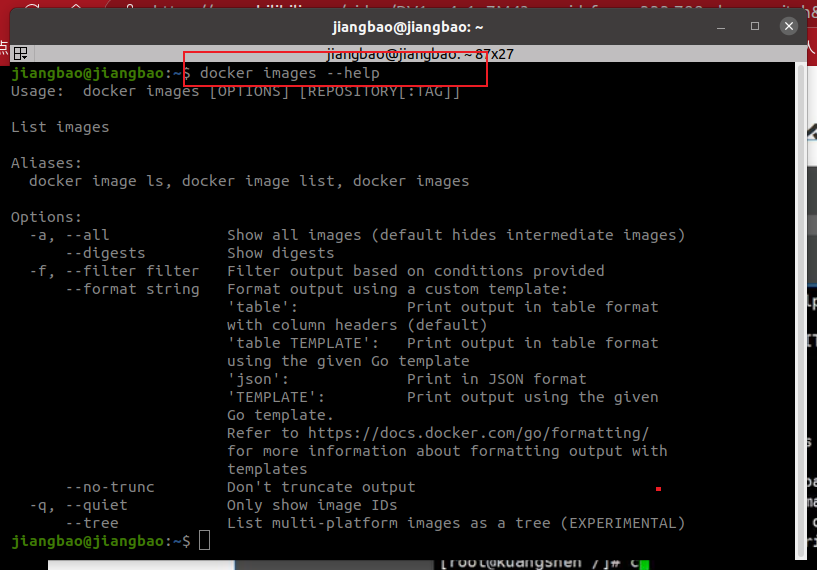 jiangbao@jiangbao: ~
jiangbao@jiangbao: ~ 87x27
jiangbao@jiangbao:~$ docker images --help
Usage:  docker images [OPTIONS] [REPOSITORY[:TAG]]
List images
Aliases:
  docker image ls, docker image list, docker images
Options:
  -a, --all             Show all images (default hides intermediate images)
      --digests         Show digests
  -f, --filter filter   Filter output based on conditions provided
      --format string   Format output using a custom template:
                        'table':            Print output in table format
                        with column headers (default)
                        'table TEMPLATE':   Print output in table format
                        using the given Go template
                        'json':             Print in JSON format
                        'TEMPLATE':         Print output using the given
                        Go template.
                        Refer to https://docs.docker.com/go/formatting/
                        for more information about formatting output with
                        templates
      --no-trunc        Don't truncate output
  -q, --quiet           Only show image IDs
      --tree            List multi-platform images as a tree (EXPERIMENTAL)
jiangbao@jiangbao:~$
[root@kuangshen /]# c